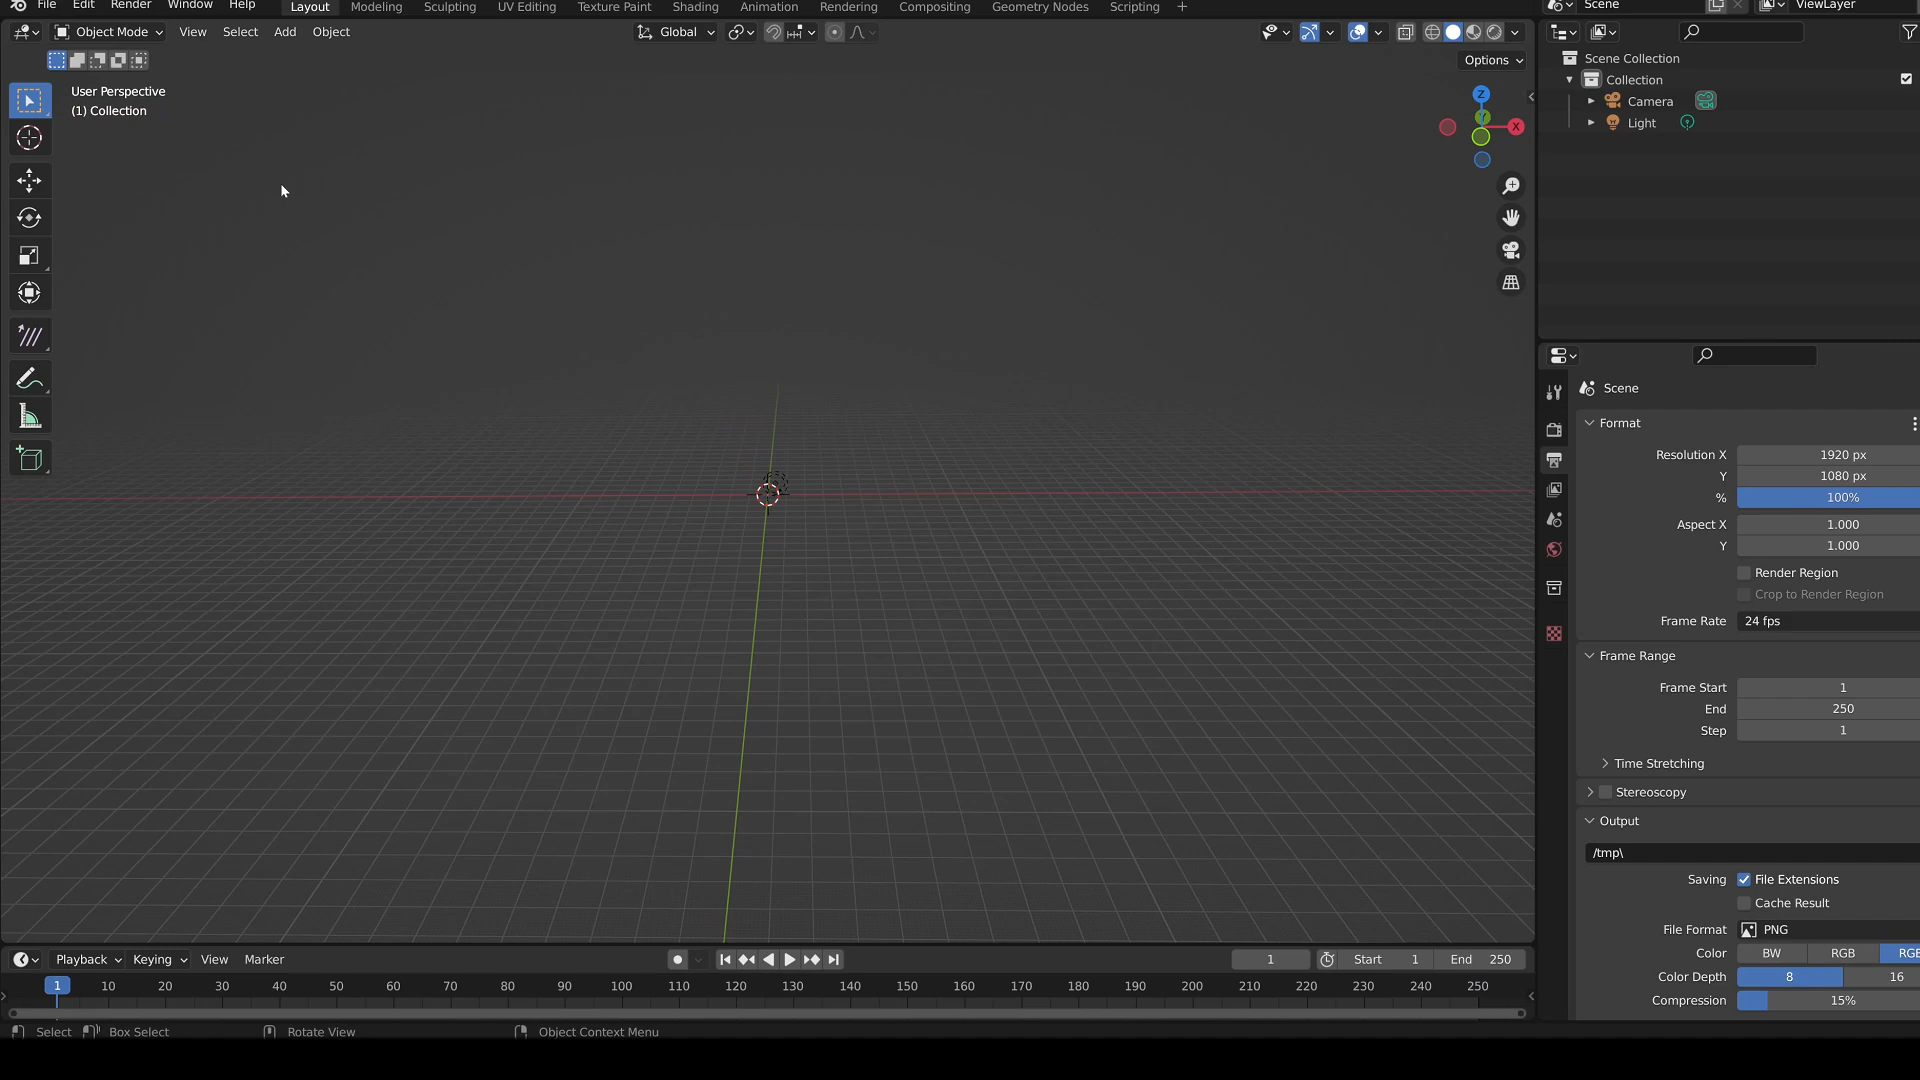 File Edit Render Window Help Layout Modeling Sculpting UV Editing Texture Paint Shading Animation Rendering Compositing Geometry Nodes Scripting + Scene ViewLayer
Object Mode View Select Add Object Global
Options
User Perspective
(1) Collection
Z
Y
X
Scene Collection
Collection
Camera
Light
Scene
Format
Resolution X 1920 px
Y 1080 px
% 100%
Aspect X 1.000
Y 1.000
Render Region
Crop to Render Region
Frame Rate 24 fps
Frame Range
Frame Start 1
End 250
Step 1
Time Stretching
Stereoscopy
Output
/tmp\
Saving File Extensions
Cache Result
File Format PNG
Color BW RGB RGB
Color Depth 8 16
Compression 15%
Playback Keying View Marker 1 Start 1 End 250
1 10 20 30 40 50 60 70 80 90 100 110 120 130 140 150 160 170 180 190 200 210 220 230 240 250
Select Box Select Rotate View Object Context Menu